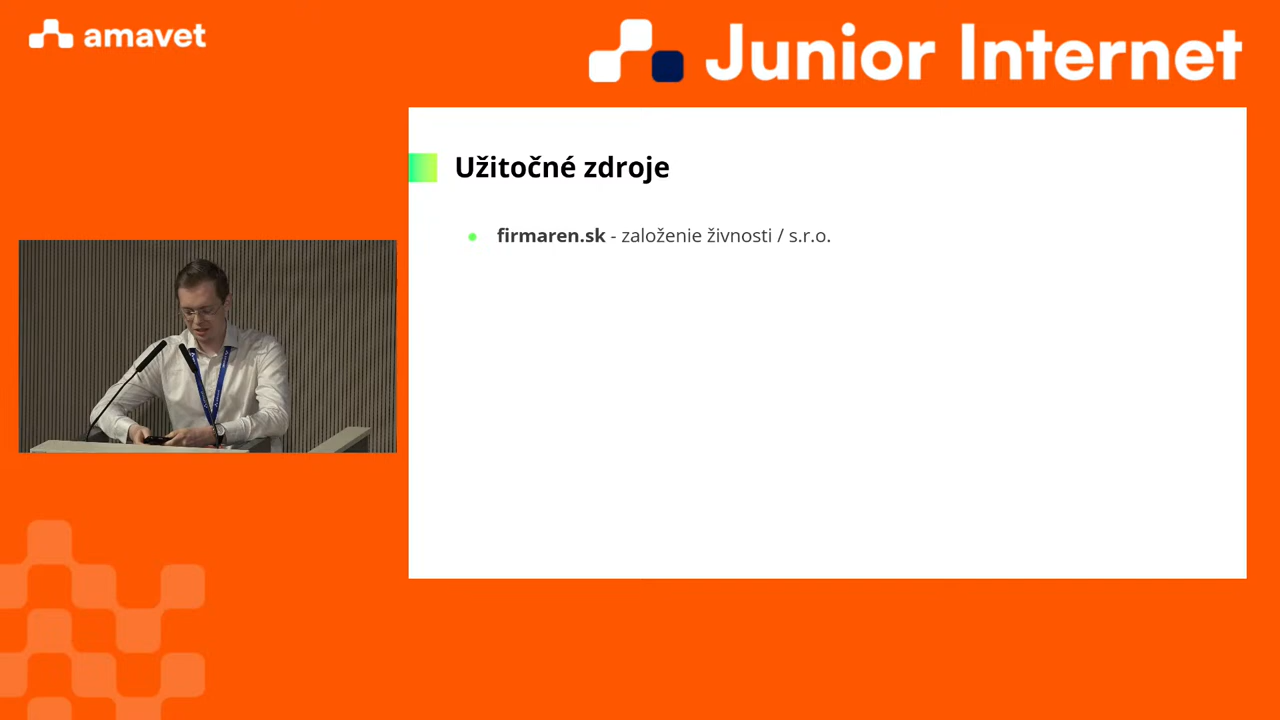 amavet
Junior Internet
Užitočné zdroje
firmaren.sk - založenie živnosti / s.r.o.